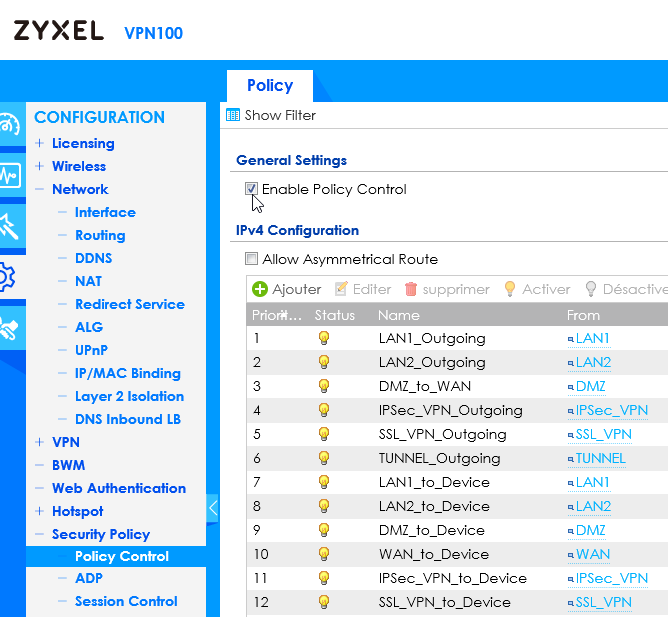 ZYXEL VPN100
Policy
CONFIGURATION
Licensing
Wireless
Network
Interface
Routing
DDNS
NAT
Redirect Service
ALG
UPnP
IP/MAC Binding
Layer 2 Isolation
DNS Inbound LB
VPN
BWM
Web Authentication
Hotspot
Security Policy
Policy Control
ADP
Session Control
Show Filter
General Settings
Enable Policy Control
IPv4 Configuration
Allow Asymmetrical Route
Ajouter Editer supprimer Activer Désactive
Status Name From
1 LAN1_Outgoing LAN1
2 LAN2_Outgoing LAN2
3 DMZ_to_WAN DMZ
4 IPSec_VPN_Outgoing IPSec_VPN
5 SSL_VPN_Outgoing SSL_VPN
6 TUNNEL_Outgoing TUNNEL
7 LAN1_to_Device LAN1
8 LAN2_to_Device LAN2
9 DMZ_to_Device DMZ
10 WAN_to_Device WAN
11 IPSec_VPN_to_Device IPSec_VPN
12 SSL_VPN_to_Device SSL_VPN